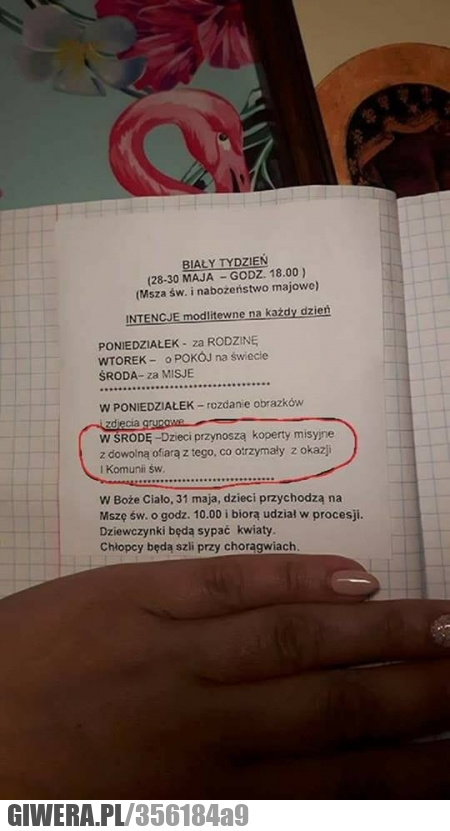 BIAŁY TYDZIEŃ
(28-30 MAJA – GODZ. 18.00 )
(Msza św. i nabożeństwo majowe)
INTENCJE modlitewne na każdy dzień
PONIEDZIAŁEK - za RODZINĘ
WTOREK – o POKÓJ na świecie
ŚRODA– za MISJE
************************************
W PONIEDZIAŁEK – rozdanie obrazków
i zdjęcia grupowe
W ŚRODĘ –Dzieci przynoszą koperty misyjne
z dowolną ofiarą z tego, co otrzymały z okazji
I Komunii św.
************************************
W Boże Ciało, 31 maja, dzieci przychodzą na
Mszę św. o godz. 10.00 i biorą udział w procesji.
Dziewczynki będą sypać kwiaty.
Chłopcy będą szli przy chorągwiach.
GIWERA.PL/356184a9